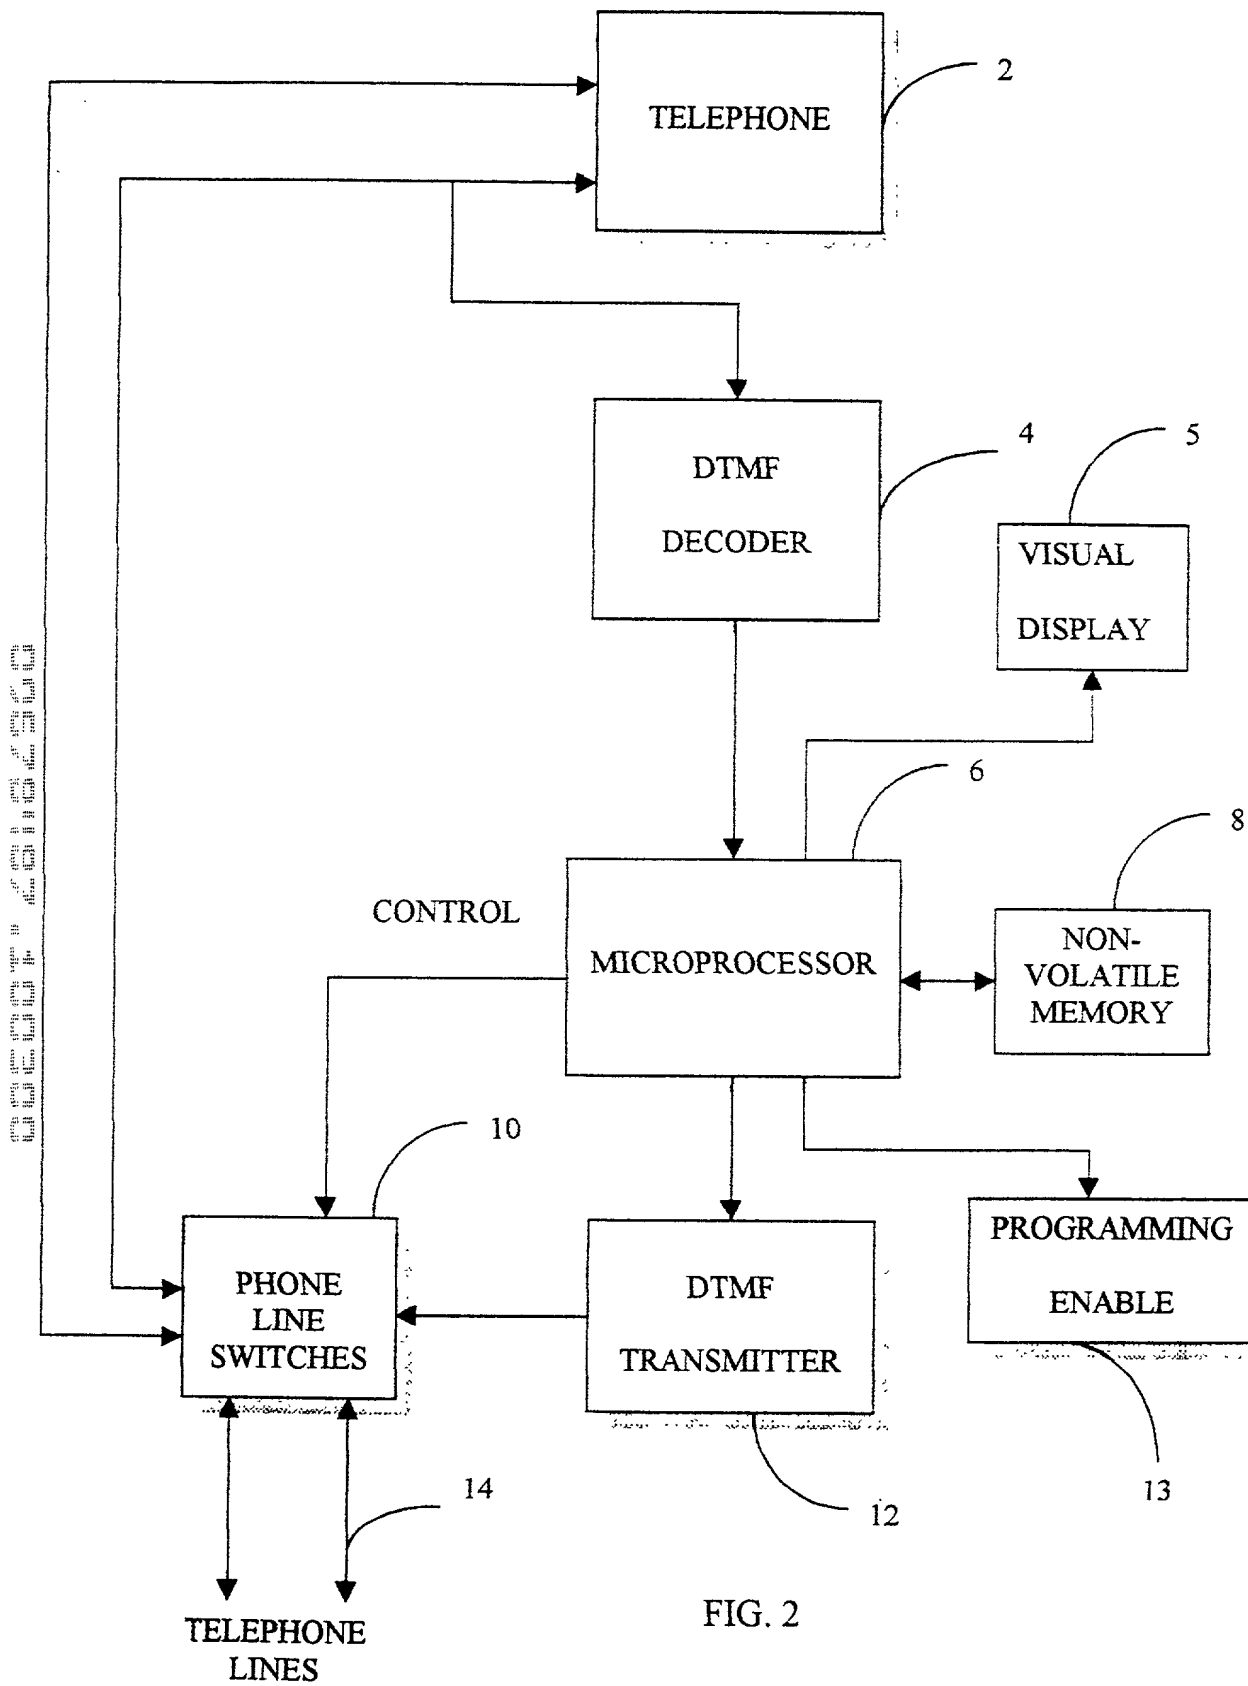 2
TELEPHONE
4
DTMF
DECODER
5
VISUAL
DISPLAY
6
8
CONTROL
MICROPROCESSOR
NON-
VOLATILE
MEMORY
10
PHONE
LINE
SWITCHES
DTMF
TRANSMITTER
PROGRAMMING
ENABLE
14
12
13
TELEPHONE
LINES
FIG. 2